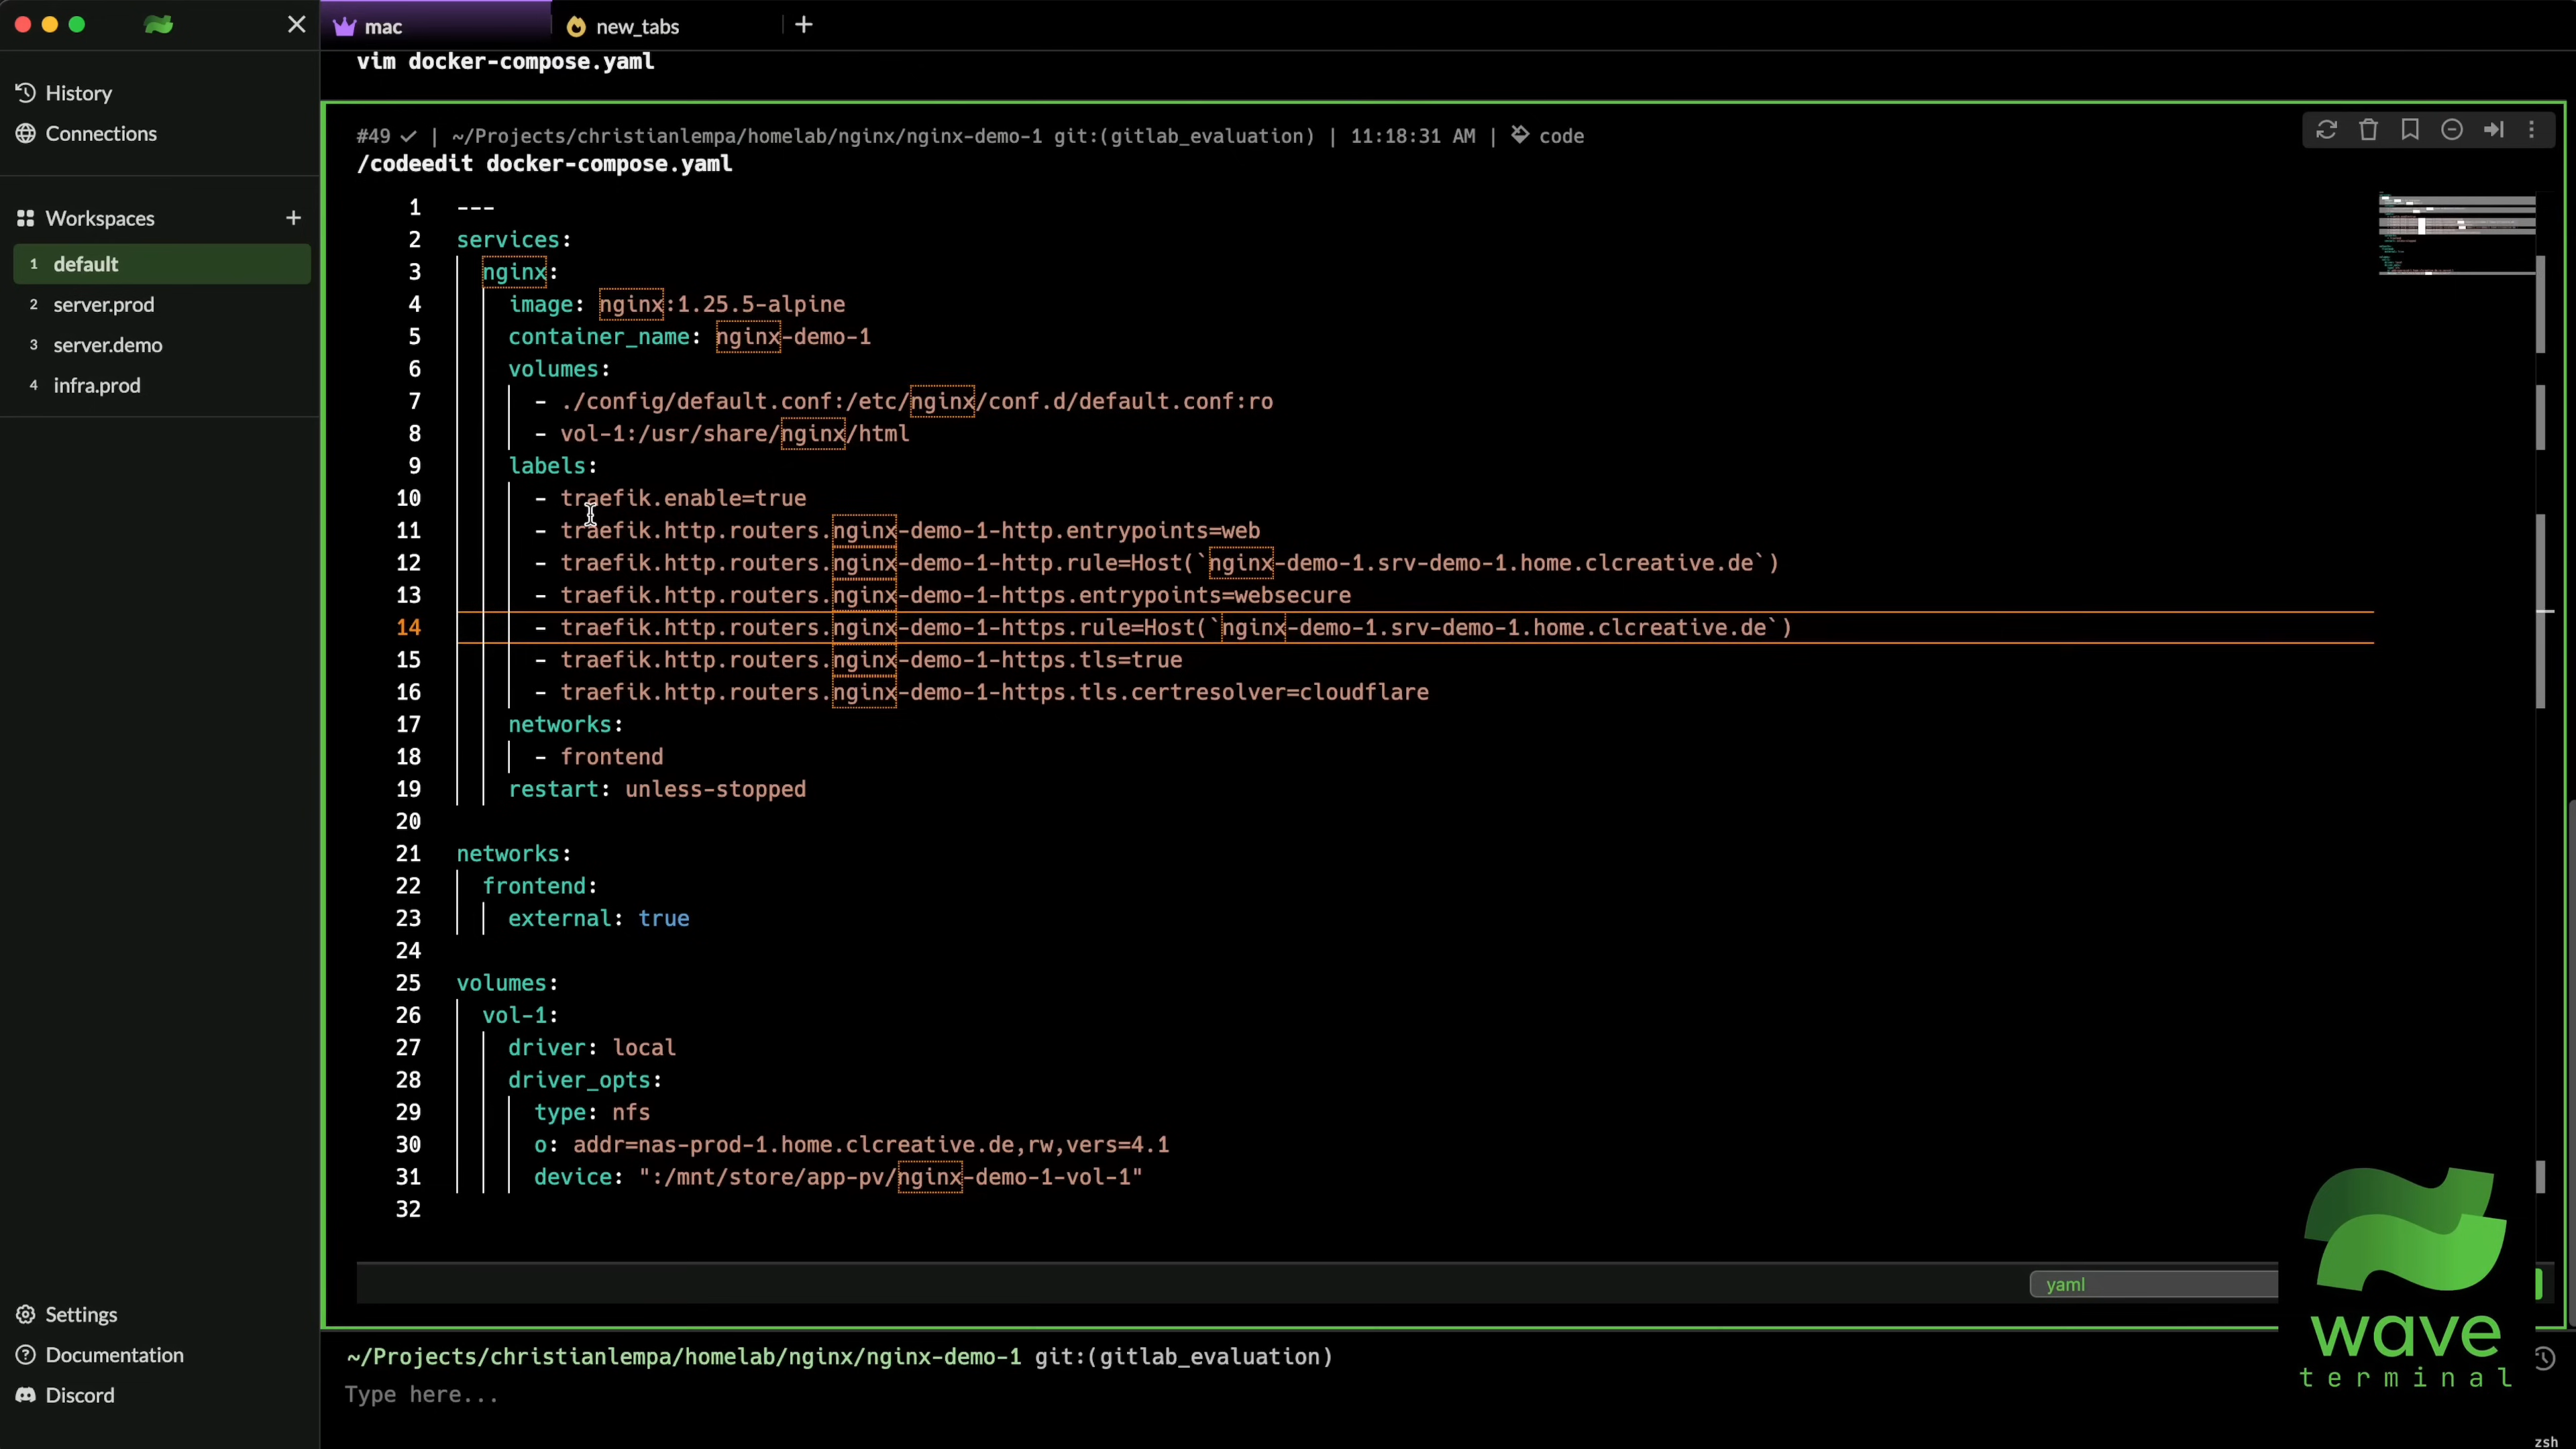 mac
new_tabs
vim docker-compose.yaml
History
Connections
Workspaces
1 default
2 server.prod
3 server.demo
4 infra.prod
#49 ✓ | ~/Projects/christianlempa/homelab/nginx/nginx-demo-1 git:(gitlab_evaluation) | 11:18:31 AM | code
/codeedit docker-compose.yaml
1 ---
2 services:
3   nginx:
4     image: nginx:1.25.5-alpine
5     container_name: nginx-demo-1
6     volumes:
7       - ./config/default.conf:/etc/nginx/conf.d/default.conf:ro
8       - vol-1:/usr/share/nginx/html
9     labels:
10       - traefik.enable=true
11       - traefik.http.routers.nginx-demo-1-http.entrypoints=web
12       - traefik.http.routers.nginx-demo-1-http.rule=Host(`nginx-demo-1.srv-demo-1.home.clcreative.de`)
13       - traefik.http.routers.nginx-demo-1-https.entrypoints=websecure
14       - traefik.http.routers.nginx-demo-1-https.rule=Host(`nginx-demo-1.srv-demo-1.home.clcreative.de`)
15       - traefik.http.routers.nginx-demo-1-https.tls=true
16       - traefik.http.routers.nginx-demo-1-https.tls.certresolver=cloudflare
17     networks:
18       - frontend
19     restart: unless-stopped
20
21 networks:
22   frontend:
23     external: true
24
25 volumes:
26   vol-1:
27     driver: local
28     driver_opts:
29       type: nfs
30       o: addr=nas-prod-1.home.clcreative.de,rw,vers=4.1
31       device: ":/mnt/store/app-pv/nginx-demo-1-vol-1"
32
yaml
Settings
Documentation
Discord
~/Projects/christianlempa/homelab/nginx/nginx-demo-1 git:(gitlab_evaluation)
Type here...
wave
terminal
zsh